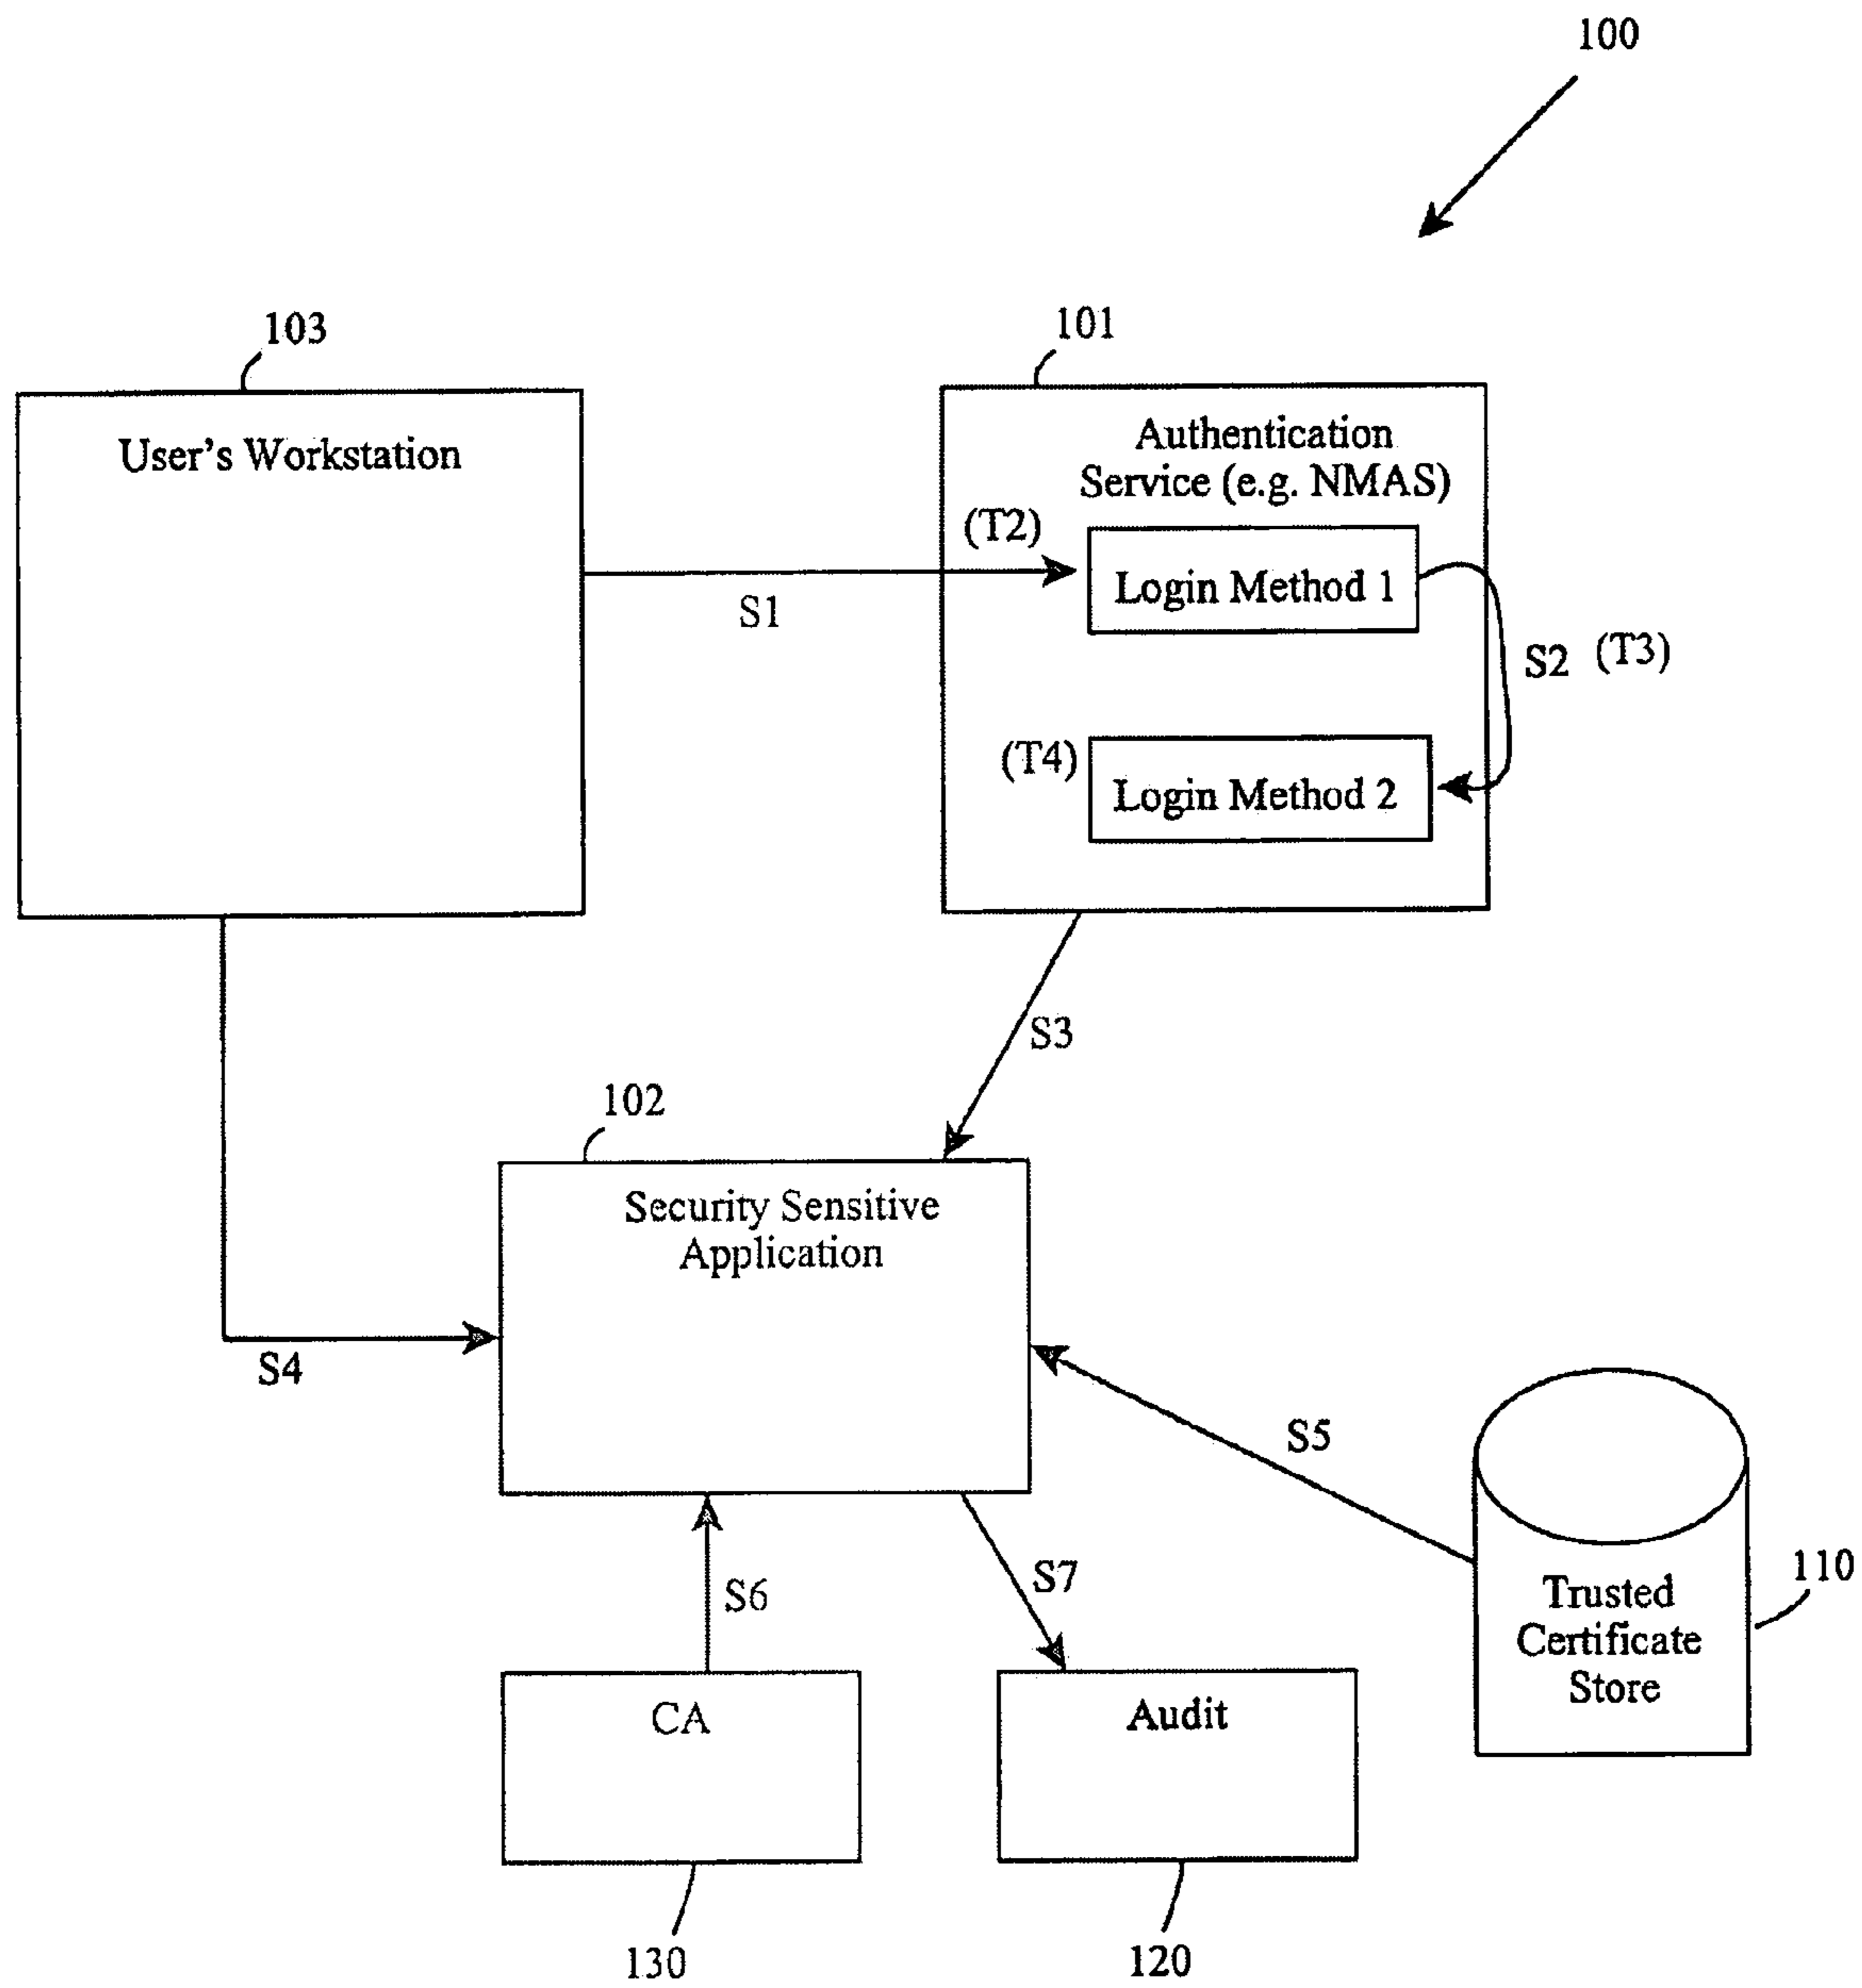 100
103
101
User's Workstation
Authentication
Service (e.g. NMAS)
(T2)
Login Method 1
S1
S2 (T3)
(T4)
Login Method 2
S3
102
Security Sensitive
Application
S4
S5
110
Trusted
Certificate
Store
S6
S7
CA
Audit
130
120